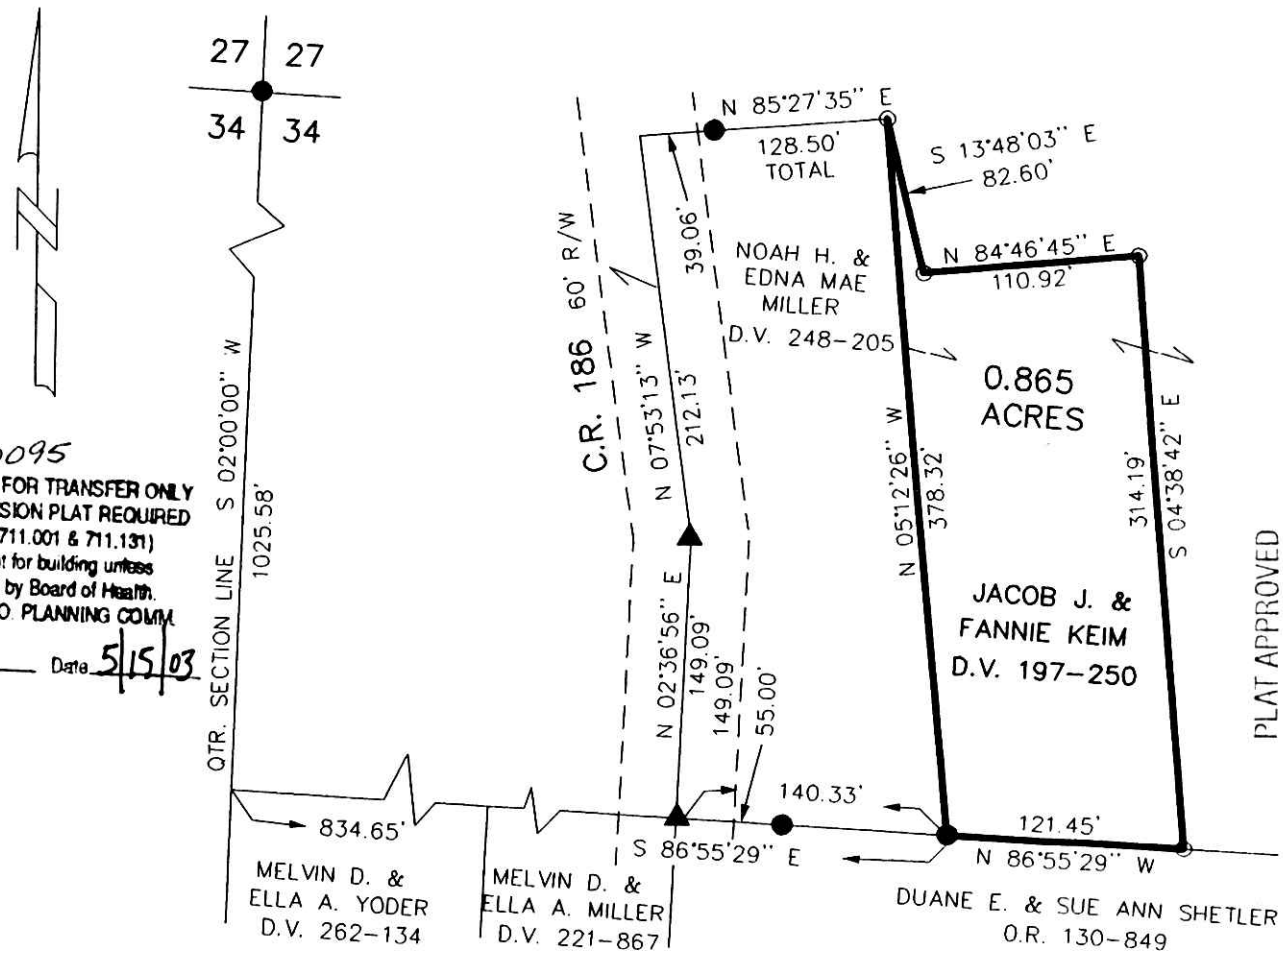 27 27
34 34
N
N 85°27'35" E
128.50'
TOTAL
S 13°48'03" E
82.60'
39.06'
C.R. 186 60' R/W
NOAH H. &
EDNA MAE
MILLER
D.V. 248-205
N 84°46'45" E
110.92'
0.865
ACRES
N 07°53'13" W
212.13'
N 05°12'26" W
378.32'
314.19'
S 04°38'42" E
QTR. SECTION LINE S 02°00'00" W
1025.58'
095
FOR TRANSFER ONLY
SION PLAT REQUIRED
711.001 & 711.131)
t for building unless
by Board of Health.
O. PLANNING COMM.
Date 5/15/03
JACOB J. &
FANNIE KEIM
D.V. 197-250
PLAT APPROVED
N 02°36'56" E
149.09'
149.09'
55.00'
140.33'
834.65'
S 86°55'29" E
121.45'
N 86°55'29" W
MELVIN D. &
ELLA A. YODER
D.V. 262-134
MELVIN D. &
ELLA A. MILLER
D.V. 221-867
DUANE E. & SUE ANN SHETLER
O.R. 130-849